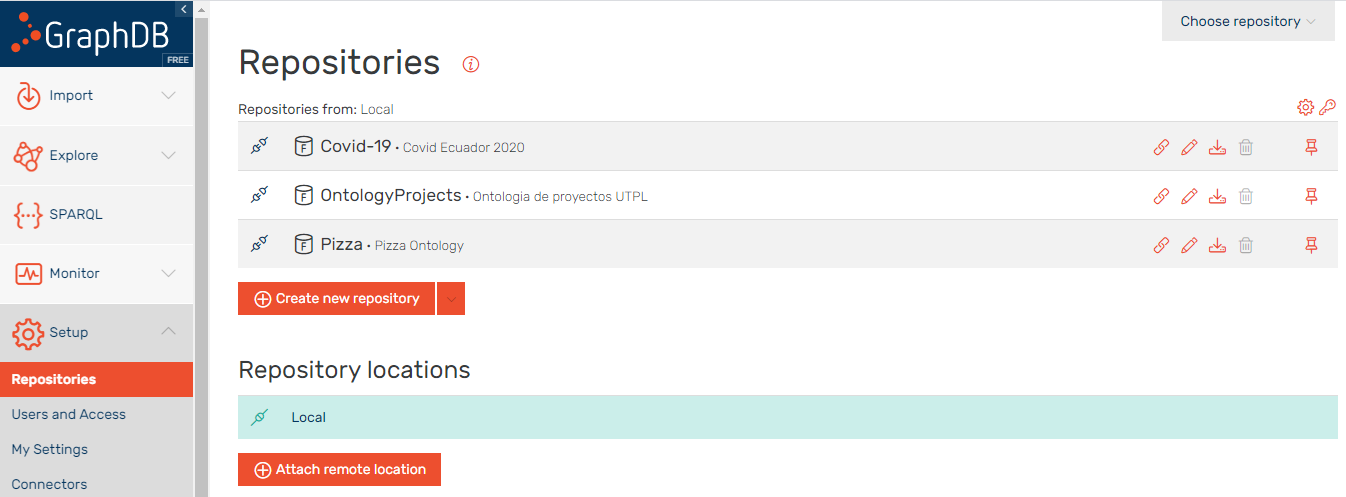 GraphDB
FREE
Choose repository
Import
Explore
SPARQL
Monitor
Setup
Repositories
Users and Access
My Settings
Connectors
Repositories
Repositories from: Local
F Covid-19 · Covid Ecuador 2020
F OntologyProjects · Ontologia de proyectos UTPL
F Pizza · Pizza Ontology
Create new repository
Repository locations
Local
Attach remote location